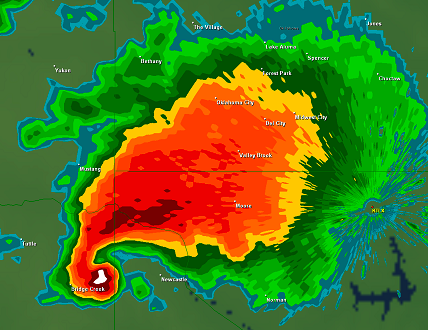 The Village
Jones
Lake Aluma
Bethany
Spencer
Yukon
Forest Park
Choctaw
Oklahoma City
Midwest City
Del City
Valley Brook
Mustang
Moore
Tuttle
Newcastle
Bridge Creek
Norman